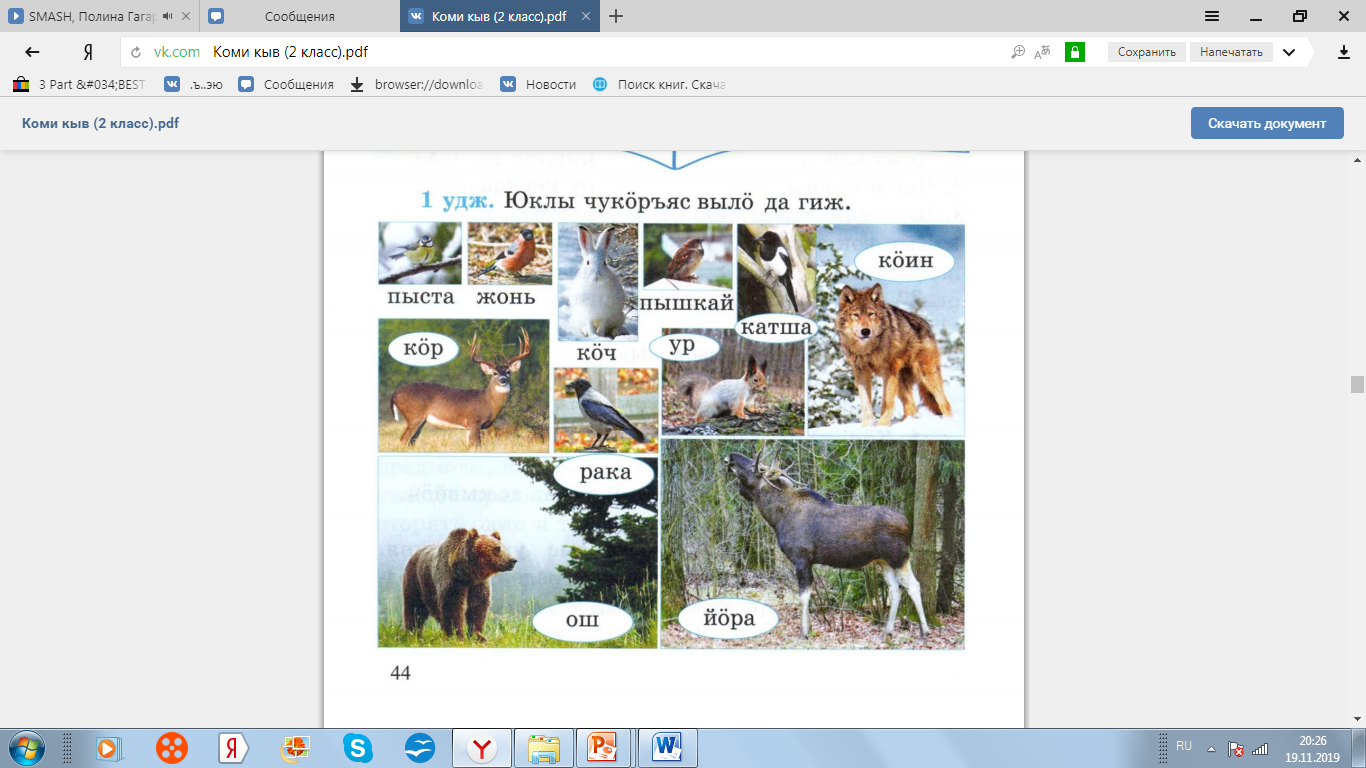 SMASH, Полина Гагар
Сообщения
Коми кыв (2 класс).pdf
Я
vk.com Коми кыв (2 класс).pdf
Сохранить
Напечатать
3 Part &#034;BEST
.ъ..эю
Сообщения
browser://downloa
Новости
Поиск книг. Скача
Коми кыв (2 класс).pdf
Скачать документ
1 удж. Юклы чукӧръяс вылӧ да гиж.
пыста
жонь
кӧч
пышкай
катша
кӧин
кӧр
ур
рака
ош
йӧра
44
RU
20:26
19.11.2019